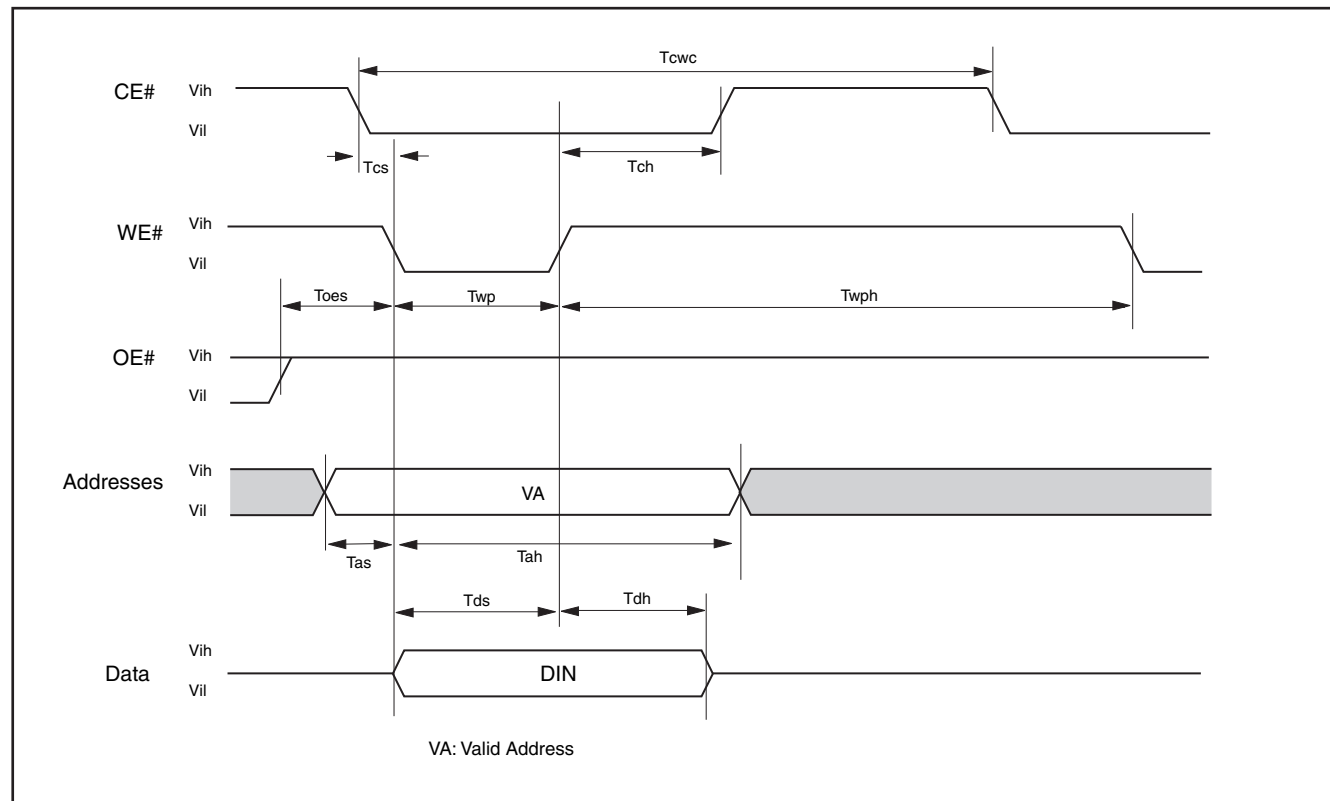 Tcwc
CE#
Vih
Vil
Tcs
Tch
WE#
Vih
Vil
Toes
Twp
Twph
OE#
Vih
Vil
Addresses
Vih
Vil
VA
Tas
Tah
Tds
Tdh
Data
Vih
Vil
DIN
VA: Valid Address